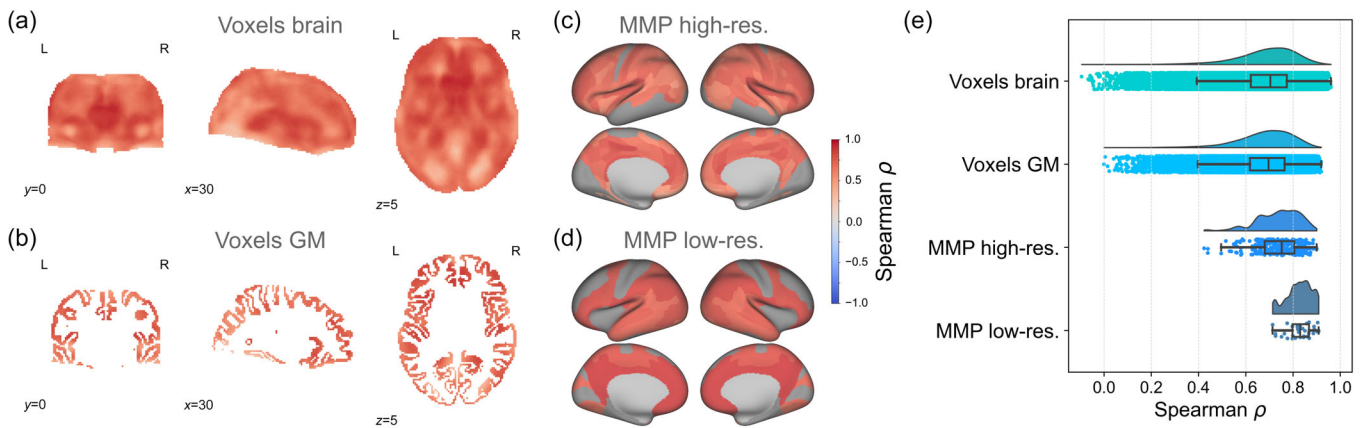 (a)
Voxels brain
L
R
L
R
y=0
x=30
z=5
(b)
Voxels GM
L
R
L
R
y=0
x=30
z=5
(c)
MMP high-res.
(d)
MMP low-res.
1.0
0.5
0.0
−0.5
−1.0
Spearman ρ
(e)
Voxels brain
Voxels GM
MMP high-res.
MMP low-res.
0.0 0.2 0.4 0.6 0.8 1.0
Spearman ρ